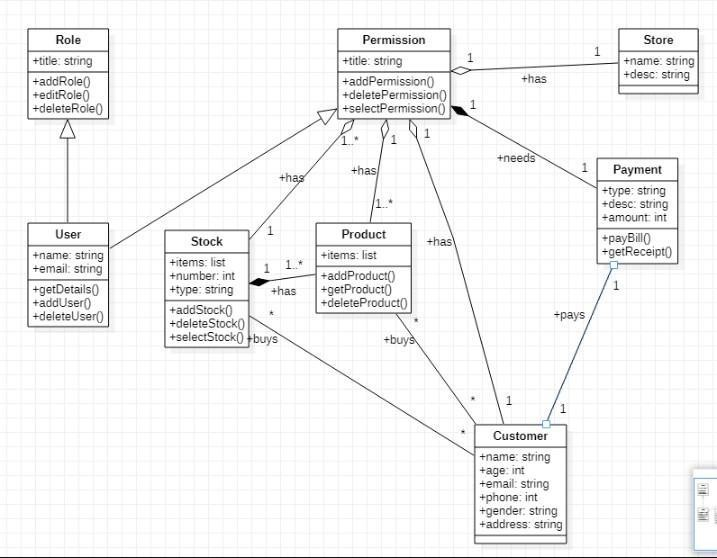 Role
+title: string
+addRole()
+editRole()
+deleteRole()
Permission
+title: string
+addPermission()
+deletePermission()
+selectPermission()
Store
+name: string
+desc: string
1
1
+has
1
+needs
1
Payment
+type: string
+desc: string
+amount: int
+payBill()
+getReceipt()
1..*
+has
1
1
+has
1..*
1
+has
1
User
+name: string
+email: string
+getDetails()
+addUser()
+deleteUser()
Stock
+items: list
+number: int
+type: string
+addStock()
+deleteStock()
+selectStock()
1
1..*
+has
Product
+items: list
+addProduct()
+getProduct()
+deleteProduct()
*
+buys
*
*
+buys
*
1
+pays
1
Customer
+name: string
+age: int
+email: string
+phone: int
+gender: string
+address: string